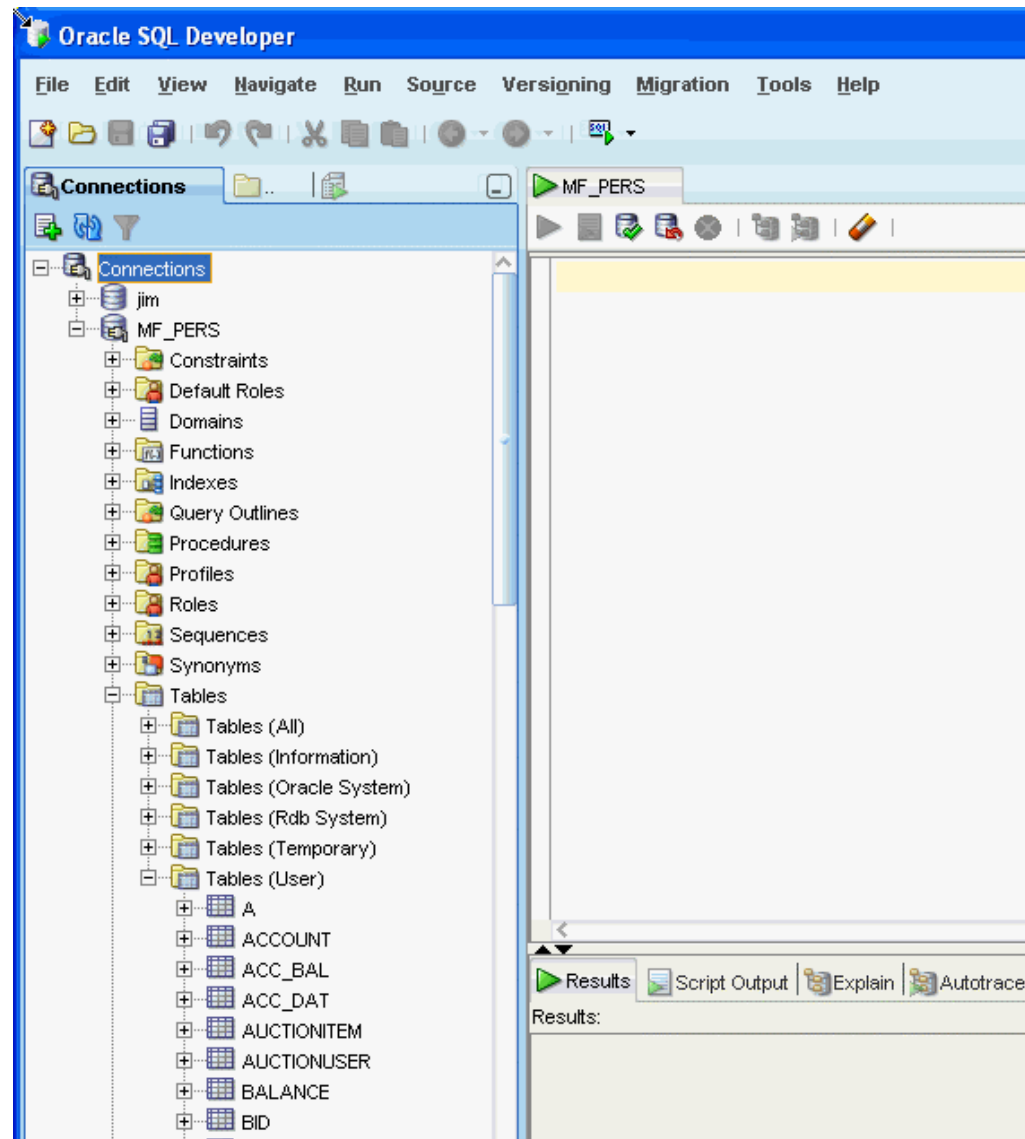 Oracle SQL Developer
File Edit View Navigate Run Source Versioning Migration Tools Help
SQL
Connections ..
MF_PERS
Connections
jim
MF_PERS
Constraints
Default Roles
Domains
Functions
Indexes
Query Outlines
Procedures
Profiles
Roles
Sequences
Synonyms
Tables
Tables (All)
Tables (Information)
Tables (Oracle System)
Tables (Rdb System)
Tables (Temporary)
Tables (User)
A
ACCOUNT
ACC_BAL
ACC_DAT
AUCTIONITEM
AUCTIONUSER
BALANCE
BID
Results Script Output Explain Autotrace
Results: